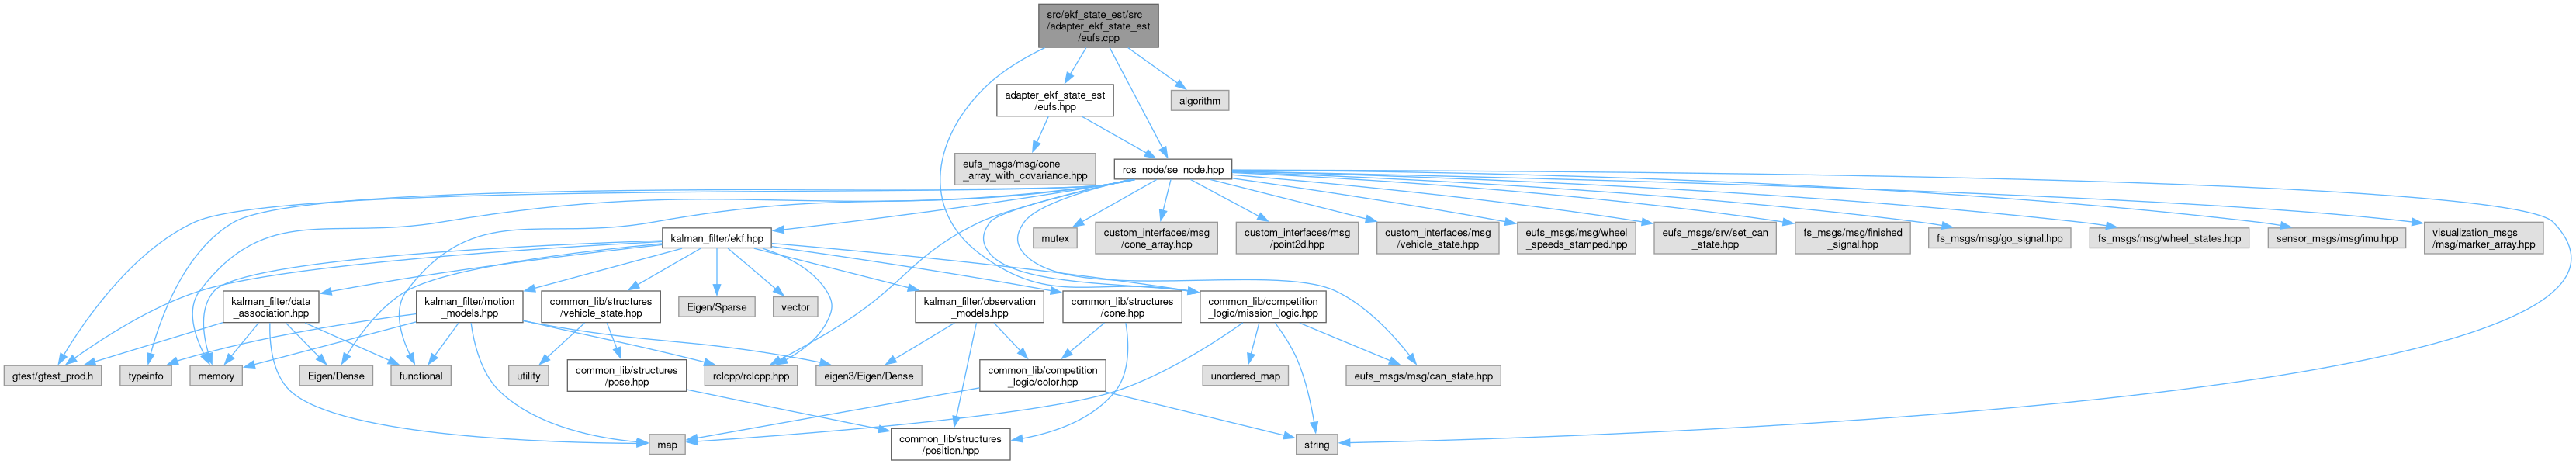 src/ekf_state_est/src
/adapter_ekf_state_est
/eufs.cpp
adapter_ekf_state_est
/eufs.hpp
algorithm
eufs_msgs/msg/cone
_array_with_covariance.hpp
ros_node/se_node.hpp
kalman_filter/ekf.hpp
mutex
custom_interfaces/msg
/cone_array.hpp
custom_interfaces/msg
/point2d.hpp
custom_interfaces/msg
/vehicle_state.hpp
eufs_msgs/msg/wheel
_speeds_stamped.hpp
eufs_msgs/srv/set_can
_state.hpp
fs_msgs/msg/finished
_signal.hpp
fs_msgs/msg/go_signal.hpp
fs_msgs/msg/wheel_states.hpp
sensor_msgs/msg/imu.hpp
visualization_msgs
/msg/marker_array.hpp
kalman_filter/data
_association.hpp
kalman_filter/motion
_models.hpp
common_lib/structures
/vehicle_state.hpp
Eigen/Sparse
vector
kalman_filter/observation
_models.hpp
common_lib/structures
/cone.hpp
common_lib/competition
_logic/mission_logic.hpp
gtest/gtest_prod.h
typeinfo
memory
Eigen/Dense
functional
utility
common_lib/structures
/pose.hpp
rclcpp/rclcpp.hpp
eigen3/Eigen/Dense
common_lib/competition
_logic/color.hpp
unordered_map
eufs_msgs/msg/can_state.hpp
map
common_lib/structures
/position.hpp
string